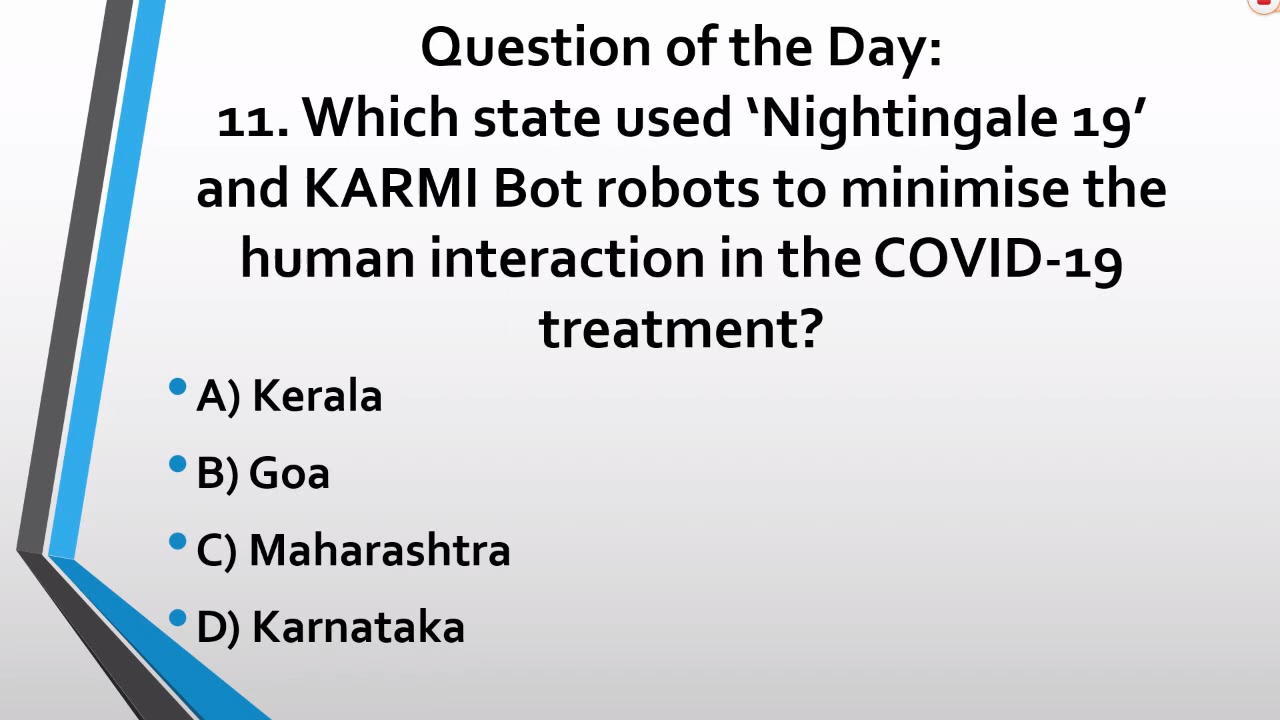 Question of the Day:
11. Which state used ‘Nightingale 19’
and KARMI Bot robots to minimise the
human interaction in the COVID-19
treatment?
• A) Kerala
• B) Goa
• C) Maharashtra
• D) Karnataka